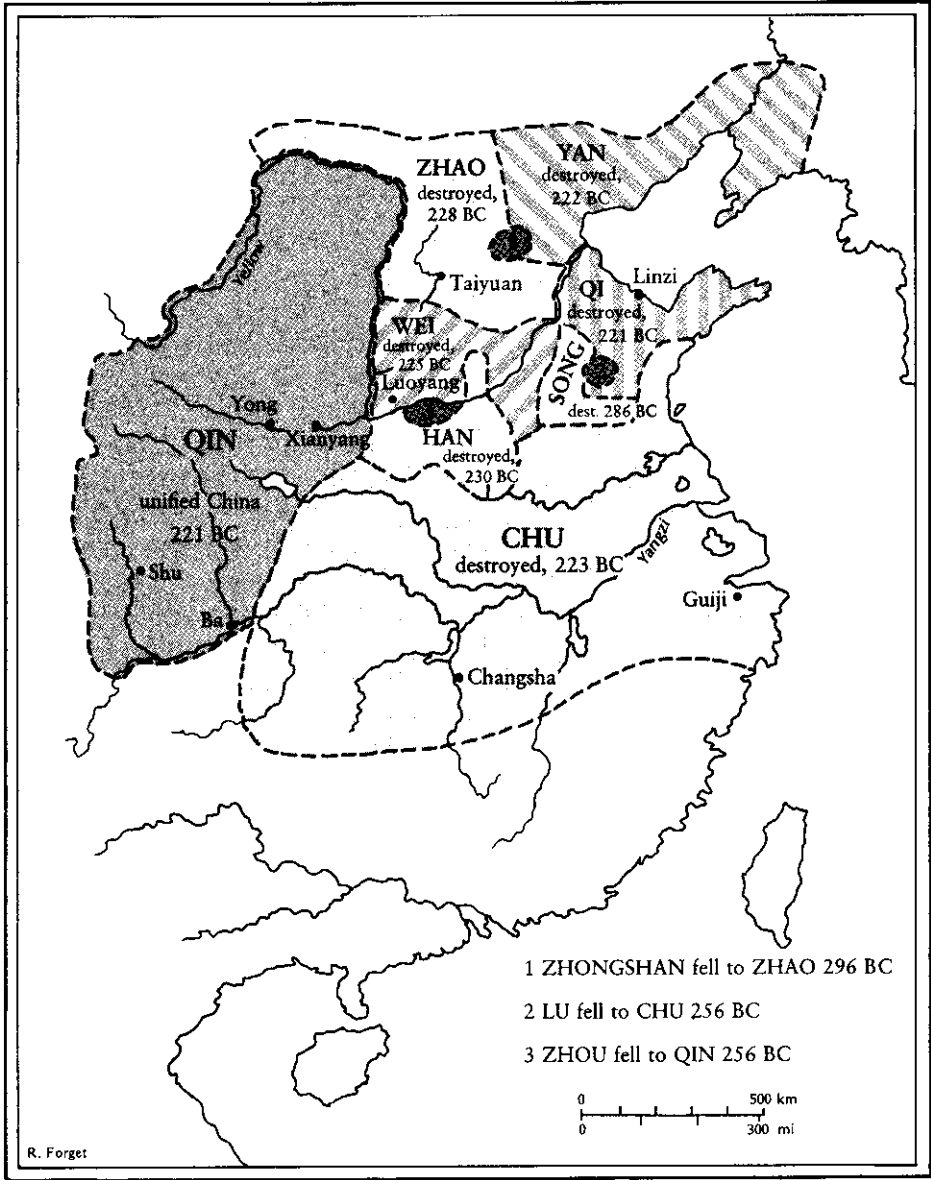 YAN
destroyed,
222 BC
ZHAO
destroyed,
228 BC
Yellow
Taiyuan
Linzi
QI
destroyed,
221 BC
WEI
destroyed,
225 BC
SONG
dest. 286 BC
Luoyang
Yong
Xianyang
QIN
unified China
221 BC
HAN
destroyed,
230 BC
CHU
destroyed, 223 BC
Yangzi
Shu
Ba
Guiji
Changsha
1 ZHONGSHAN fell to ZHAO 296 BC
2 LU fell to CHU 256 BC
3 ZHOU fell to QIN 256 BC
0 500 km
0 300 mi
R. Forget